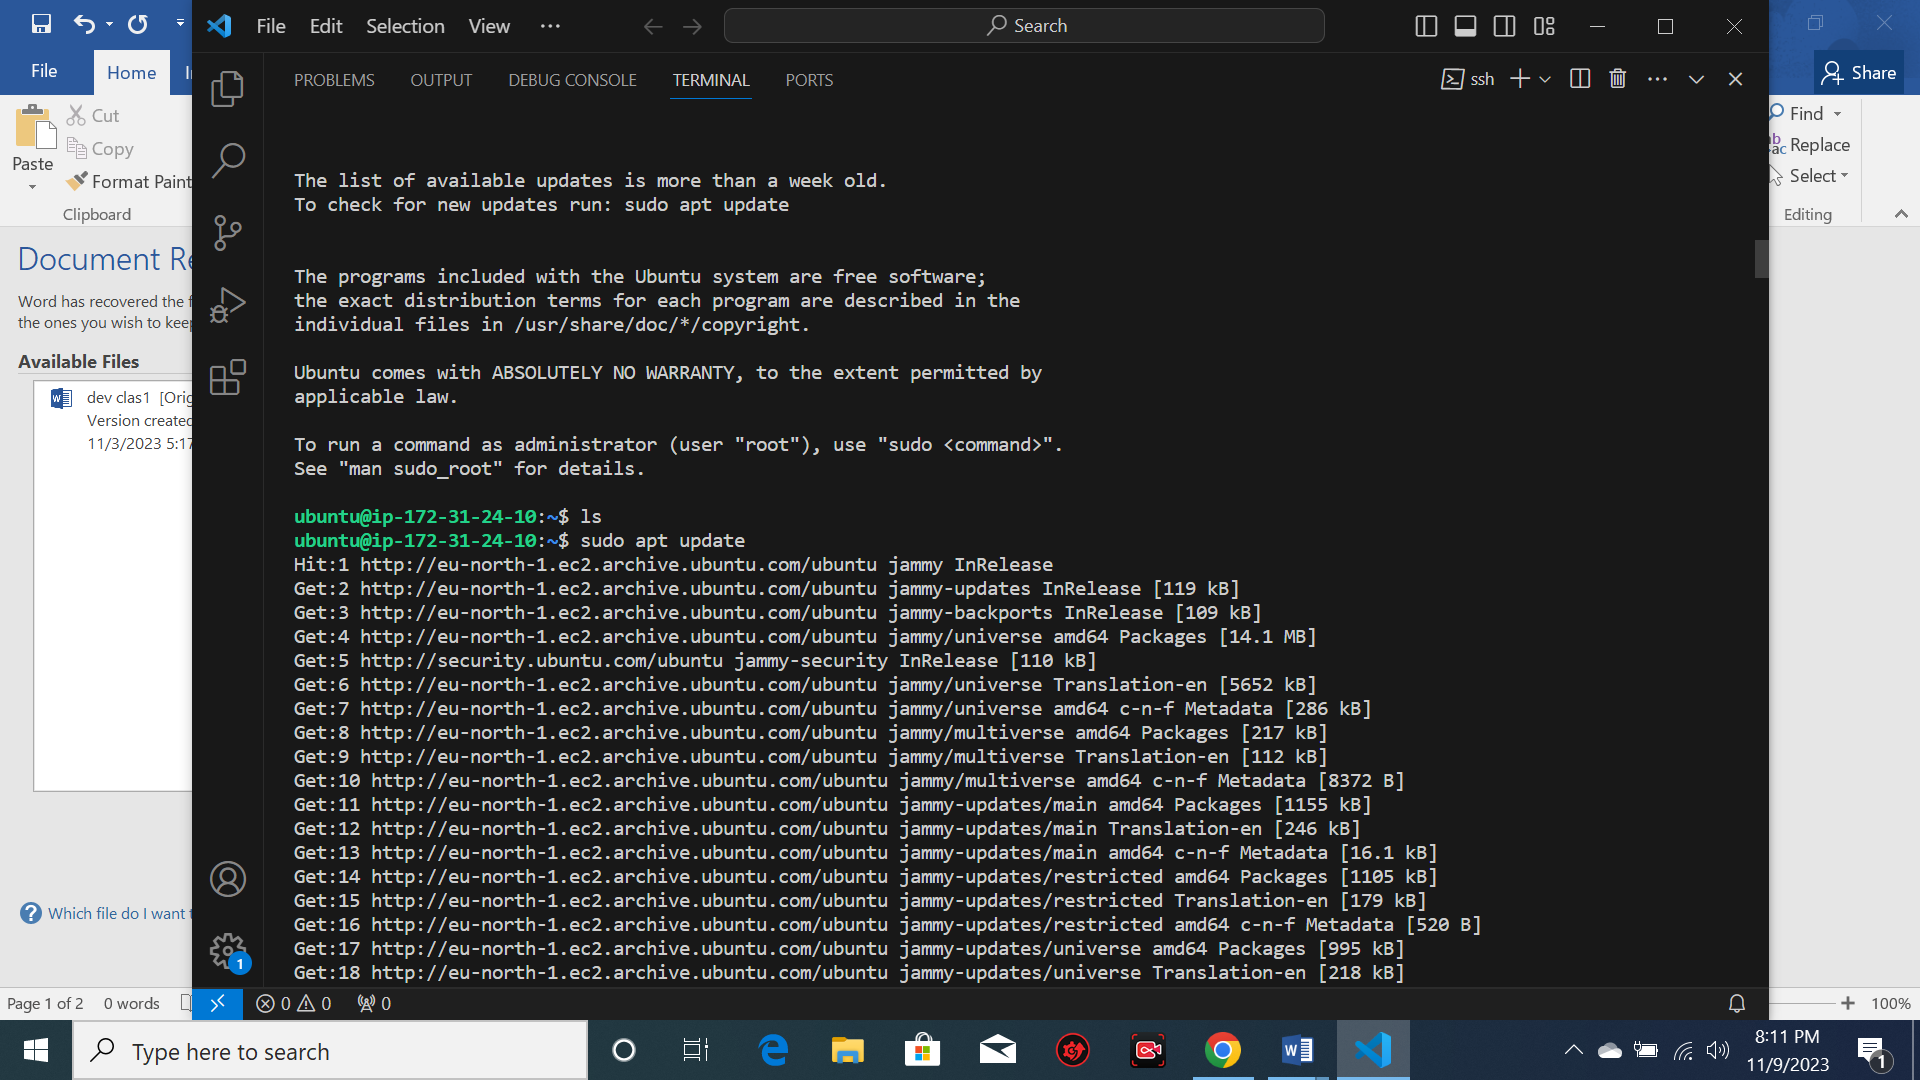 File Edit Selection View ··· Search
File Home Share
PROBLEMS OUTPUT DEBUG CONSOLE TERMINAL PORTS ssh
Paste
Cut
Copy
Format Paint
Clipboard
Find
Replace
Select
Editing
Document Re
Word has recovered the f
the ones you wish to keep
Available Files
dev clas1 [Orig
Version created
11/3/2023 5:17
Which file do I want t
The list of available updates is more than a week old.
To check for new updates run: sudo apt update
The programs included with the Ubuntu system are free software;
the exact distribution terms for each program are described in the
individual files in /usr/share/doc/*/copyright.
Ubuntu comes with ABSOLUTELY NO WARRANTY, to the extent permitted by
applicable law.
To run a command as administrator (user "root"), use "sudo <command>".
See "man sudo_root" for details.
ubuntu@ip-172-31-24-10:~$ ls
ubuntu@ip-172-31-24-10:~$ sudo apt update
Hit:1 http://eu-north-1.ec2.archive.ubuntu.com/ubuntu jammy InRelease
Get:2 http://eu-north-1.ec2.archive.ubuntu.com/ubuntu jammy-updates InRelease [119 kB]
Get:3 http://eu-north-1.ec2.archive.ubuntu.com/ubuntu jammy-backports InRelease [109 kB]
Get:4 http://eu-north-1.ec2.archive.ubuntu.com/ubuntu jammy/universe amd64 Packages [14.1 MB]
Get:5 http://security.ubuntu.com/ubuntu jammy-security InRelease [110 kB]
Get:6 http://eu-north-1.ec2.archive.ubuntu.com/ubuntu jammy/universe Translation-en [5652 kB]
Get:7 http://eu-north-1.ec2.archive.ubuntu.com/ubuntu jammy/universe amd64 c-n-f Metadata [286 kB]
Get:8 http://eu-north-1.ec2.archive.ubuntu.com/ubuntu jammy/multiverse amd64 Packages [217 kB]
Get:9 http://eu-north-1.ec2.archive.ubuntu.com/ubuntu jammy/multiverse Translation-en [112 kB]
Get:10 http://eu-north-1.ec2.archive.ubuntu.com/ubuntu jammy/multiverse amd64 c-n-f Metadata [8372 B]
Get:11 http://eu-north-1.ec2.archive.ubuntu.com/ubuntu jammy-updates/main amd64 Packages [1155 kB]
Get:12 http://eu-north-1.ec2.archive.ubuntu.com/ubuntu jammy-updates/main Translation-en [246 kB]
Get:13 http://eu-north-1.ec2.archive.ubuntu.com/ubuntu jammy-updates/main amd64 c-n-f Metadata [16.1 kB]
Get:14 http://eu-north-1.ec2.archive.ubuntu.com/ubuntu jammy-updates/restricted amd64 Packages [1105 kB]
Get:15 http://eu-north-1.ec2.archive.ubuntu.com/ubuntu jammy-updates/restricted Translation-en [179 kB]
Get:16 http://eu-north-1.ec2.archive.ubuntu.com/ubuntu jammy-updates/restricted amd64 c-n-f Metadata [520 B]
Get:17 http://eu-north-1.ec2.archive.ubuntu.com/ubuntu jammy-updates/universe amd64 Packages [995 kB]
Get:18 http://eu-north-1.ec2.archive.ubuntu.com/ubuntu jammy-updates/universe Translation-en [218 kB]
1
Page 1 of 2 0 words 0 0 0 100%
Type here to search
8:11 PM
11/9/2023
1